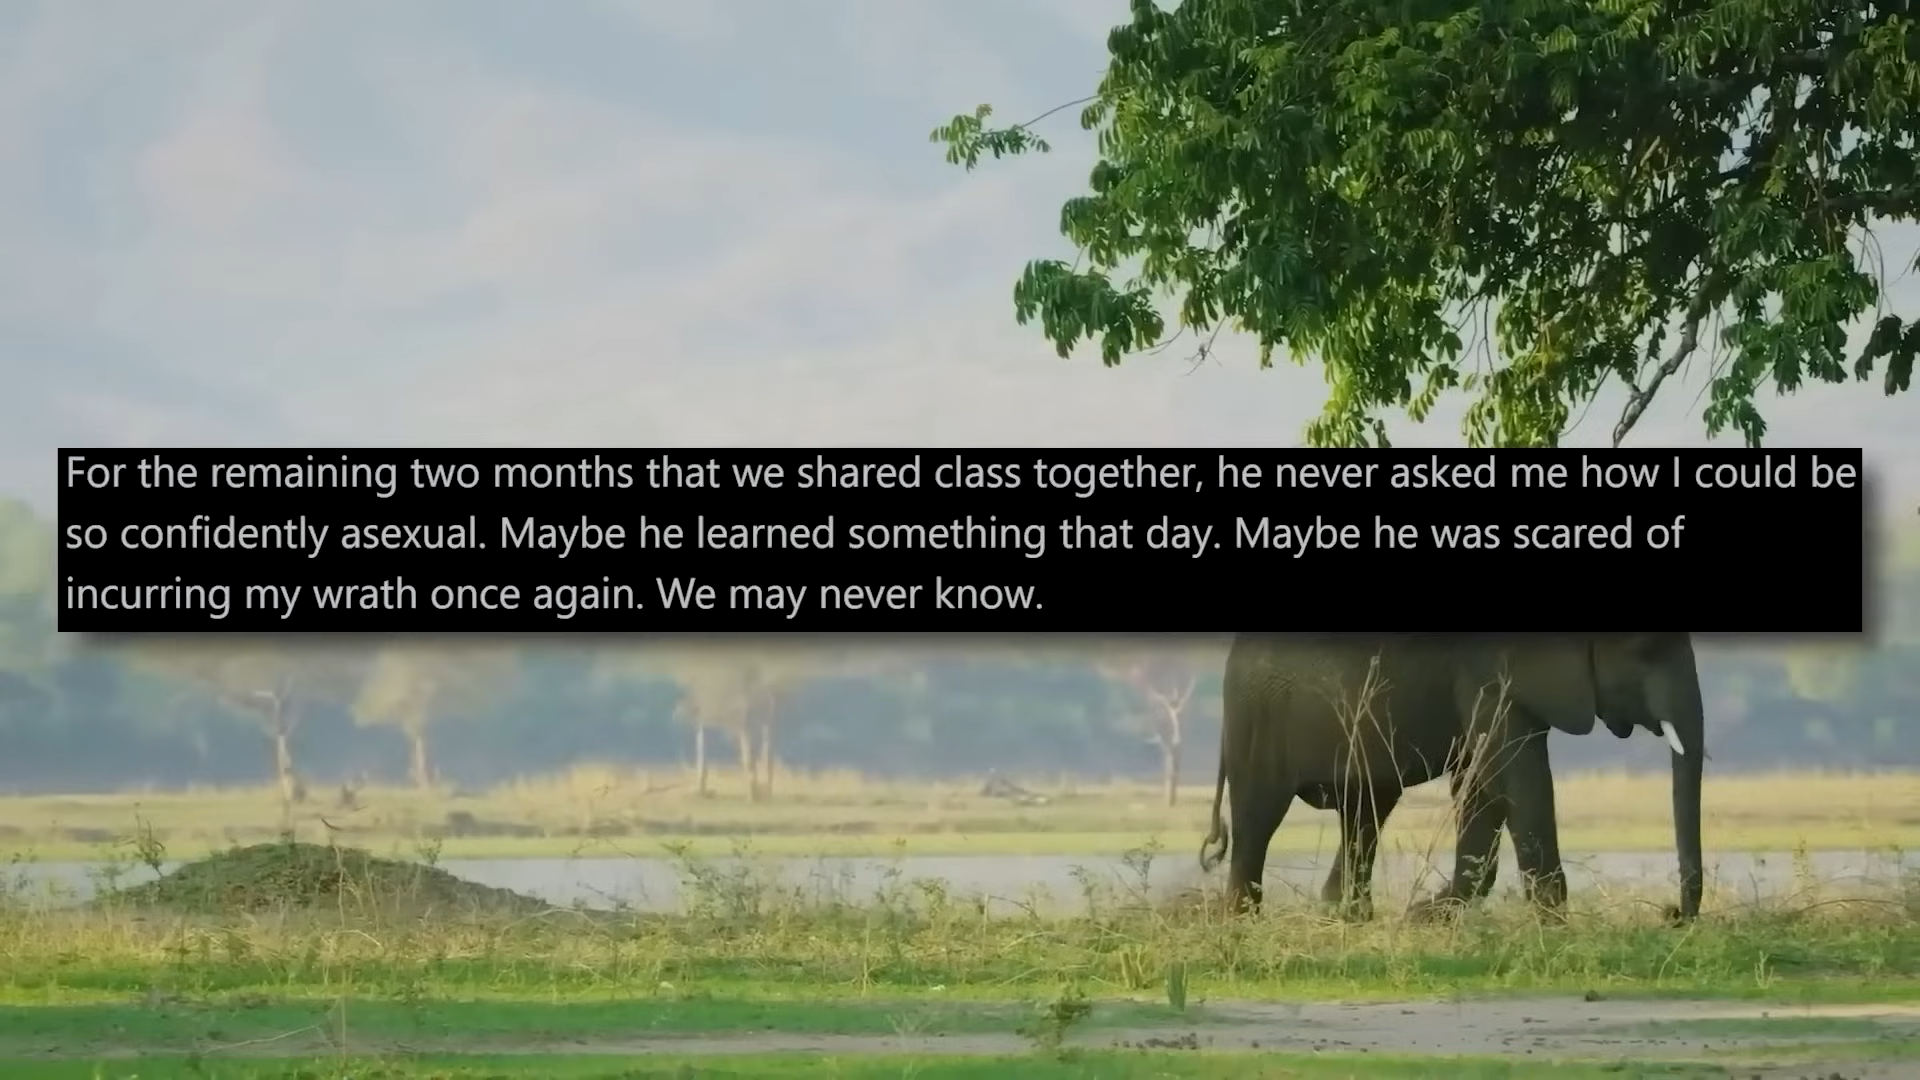 For the remaining two months that we shared class together, he never asked me how I could be
so confidently asexual. Maybe he learned something that day. Maybe he was scared of
incurring my wrath once again. We may never know.